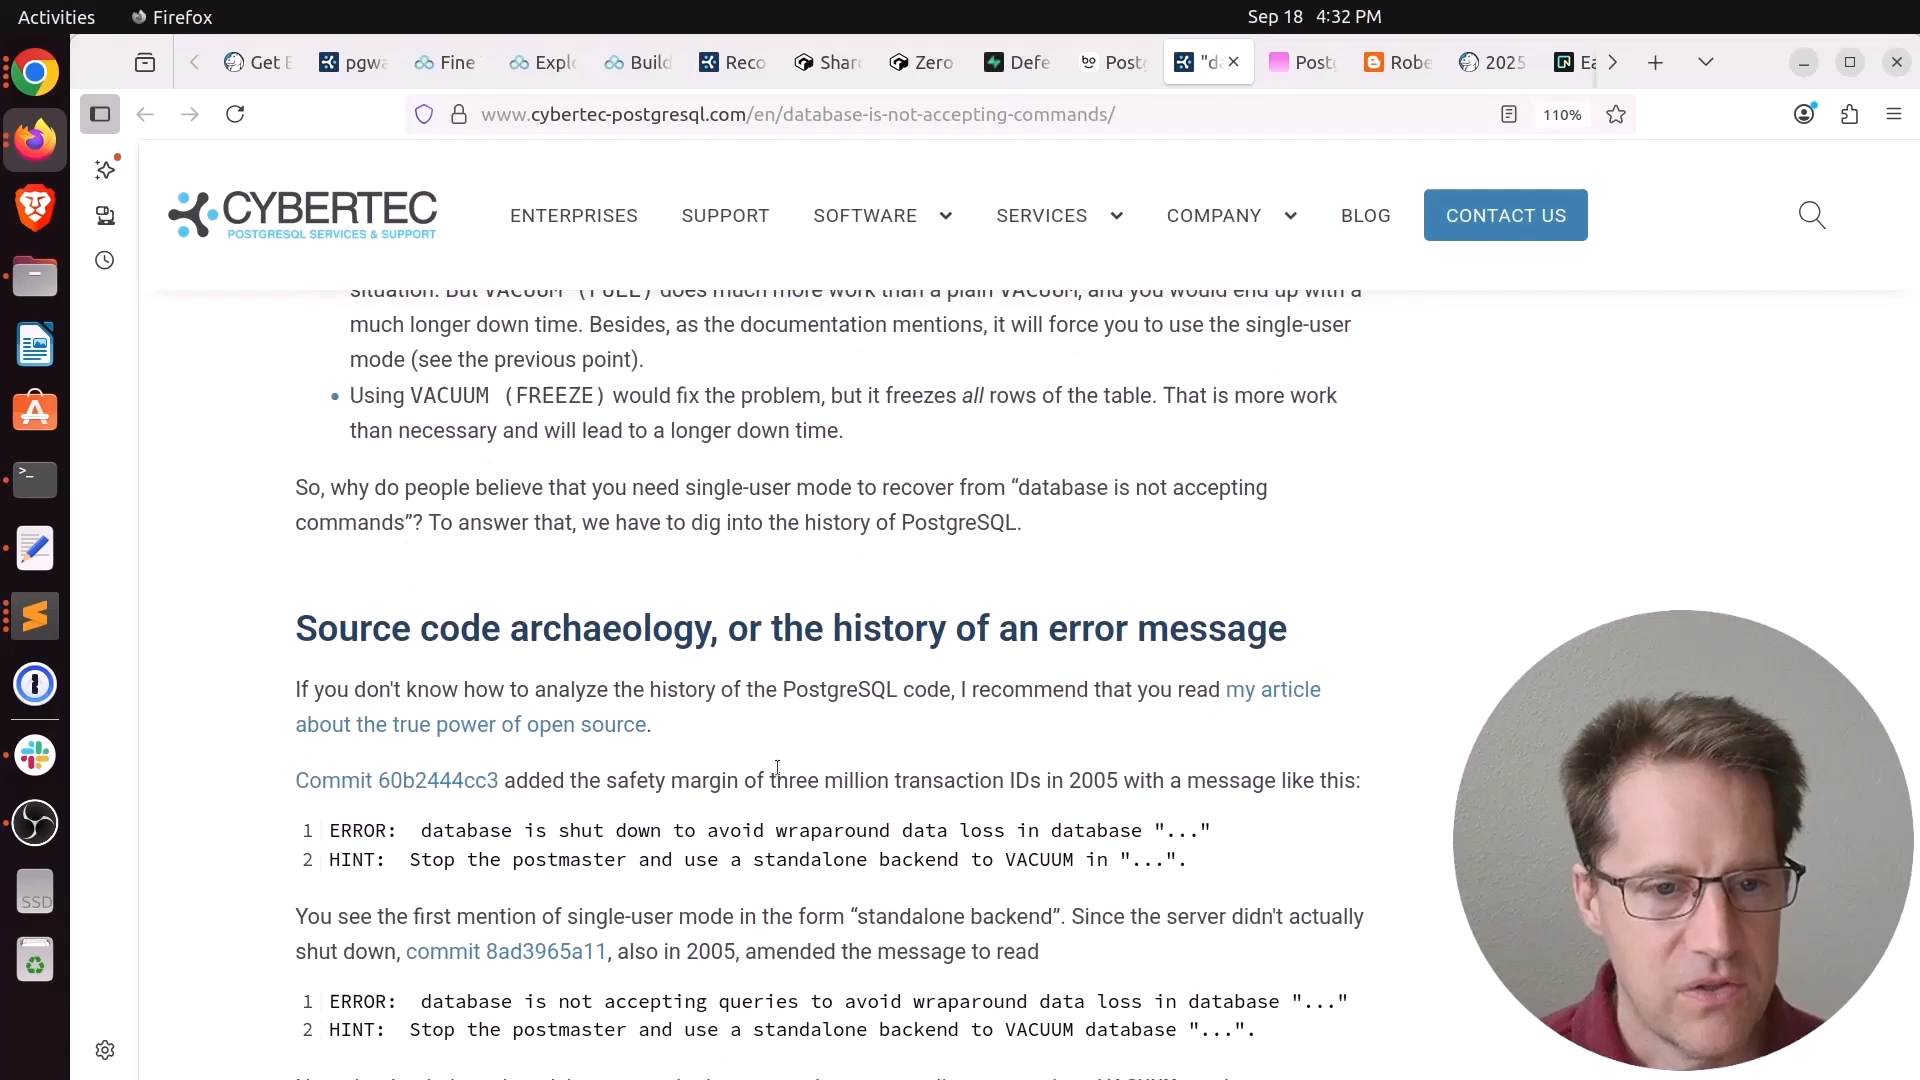 Activities Firefox Sep 18 4:32 PM
Get E pgwa Fine Explo Build Reco Shar Zero Defe Postg "da Postg Robe 2025 Ea
www.cybertec-postgresql.com/en/database-is-not-accepting-commands/ 110%
CYBERTEC
POSTGRESQL SERVICES & SUPPORT
ENTERPRISES SUPPORT SOFTWARE SERVICES COMPANY BLOG CONTACT US
situation. But VACUUM (FULL) does much more work than a plain VACUUM, and you would end up with a
much longer down time. Besides, as the documentation mentions, it will force you to use the single-user
mode (see the previous point).
• Using VACUUM (FREEZE) would fix the problem, but it freezes all rows of the table. That is more work
than necessary and will lead to a longer down time.
So, why do people believe that you need single-user mode to recover from “database is not accepting
commands”? To answer that, we have to dig into the history of PostgreSQL.
Source code archaeology, or the history of an error message
If you don't know how to analyze the history of the PostgreSQL code, I recommend that you read my article
about the true power of open source.
Commit 60b2444cc3 added the safety margin of three million transaction IDs in 2005 with a message like this:
1 ERROR:  database is shut down to avoid wraparound data loss in database "..."
2 HINT:  Stop the postmaster and use a standalone backend to VACUUM in "...".
You see the first mention of single-user mode in the form “standalone backend”. Since the server didn't actually
shut down, commit 8ad3965a11, also in 2005, amended the message to read
1 ERROR:  database is not accepting queries to avoid wraparound data loss in database "..."
2 HINT:  Stop the postmaster and use a standalone backend to VACUUM database "...".
SSD